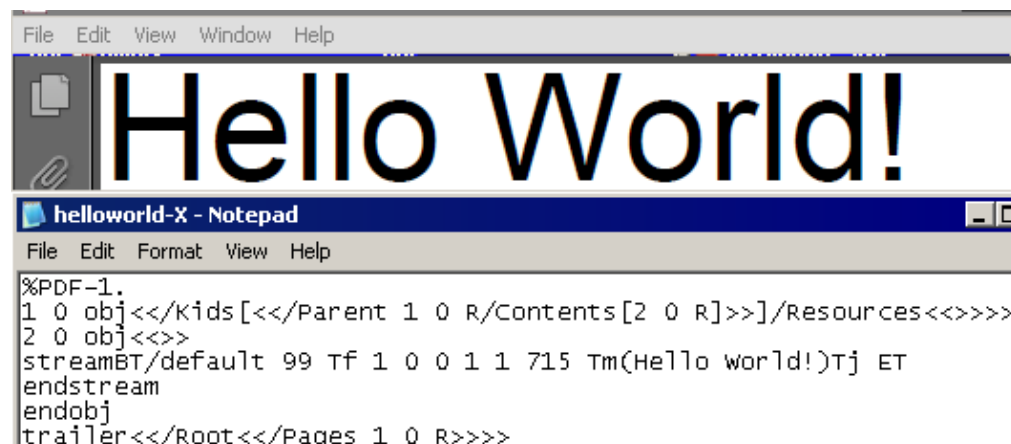 File Edit View Window Help
Hello World!
helloworld-X - Notepad
File Edit Format View Help
%PDF-1.
1 0 obj<</Kids[<</Parent 1 0 R/Contents[2 0 R]>>]/Resources<<>>>>
2 0 obj<<>>
streamBT/default 99 Tf 1 0 0 1 1 715 Tm(Hello World!)Tj ET
endstream
endobj
trailer<</Root<</Pages 1 0 R>>>>